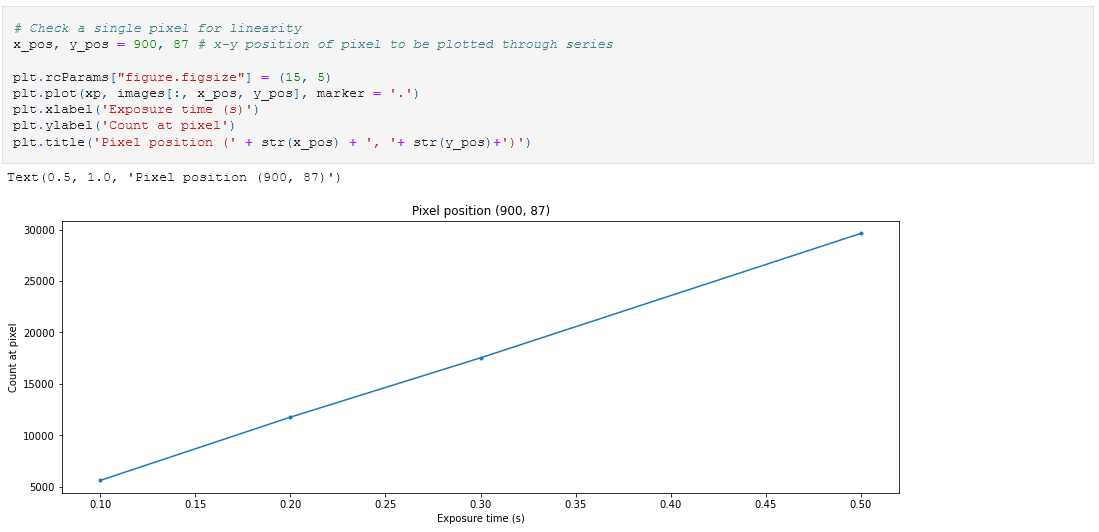 # Check a single pixel for linearity
x_pos, y_pos = 900, 87 # x-y position of pixel to be plotted through series
plt.rcParams["figure.figsize"] = (15, 5)
plt.plot(xp, images[:, x_pos, y_pos], marker = '.')
plt.xlabel('Exposure time (s)')
plt.ylabel('Count at pixel')
plt.title('Pixel position (' + str(x_pos) + ', '+ str(y_pos)+')')
Text(0.5, 1.0, 'Pixel position (900, 87)')
Pixel position (900, 87)
30000
25000
20000
15000
10000
5000
Count at pixel
0.10 0.15 0.20 0.25 0.30 0.35 0.40 0.45 0.50
Exposure time (s)